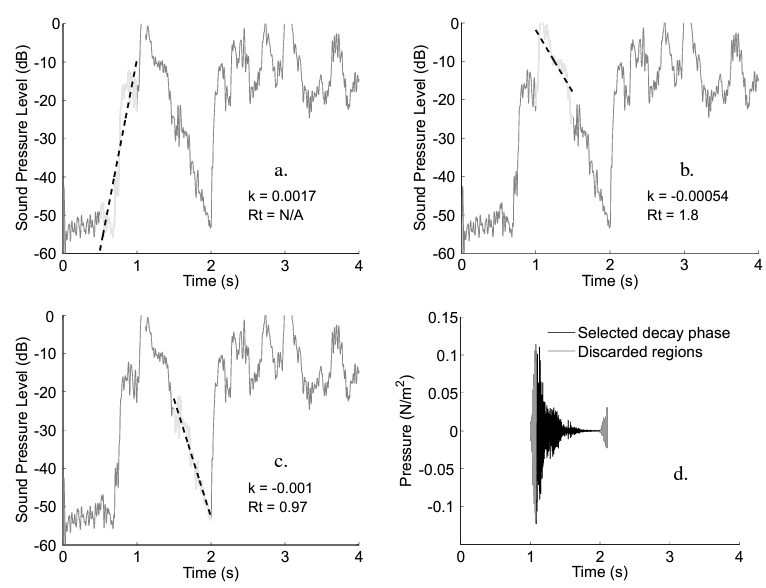 0
-10
-20
-30
-40
-50
-60
Sound Pressure Level (dB)
a.
k = 0.0017
Rt = N/A
0 1 2 3 4
Time (s)
0
-10
-20
-30
-40
-50
-60
Sound Pressure Level (dB)
b.
k = -0.00054
Rt = 1.8
0 1 2 3 4
Time (s)
0
-10
-20
-30
-40
-50
-60
Sound Pressure Level (dB)
c.
k = -0.001
Rt = 0.97
0 1 2 3 4
Time (s)
0.15
0.1
0.05
0
-0.05
-0.1
Pressure (N/m²)
Selected decay phase
Discarded regions
d.
0 1 2 3 4
Time (s)